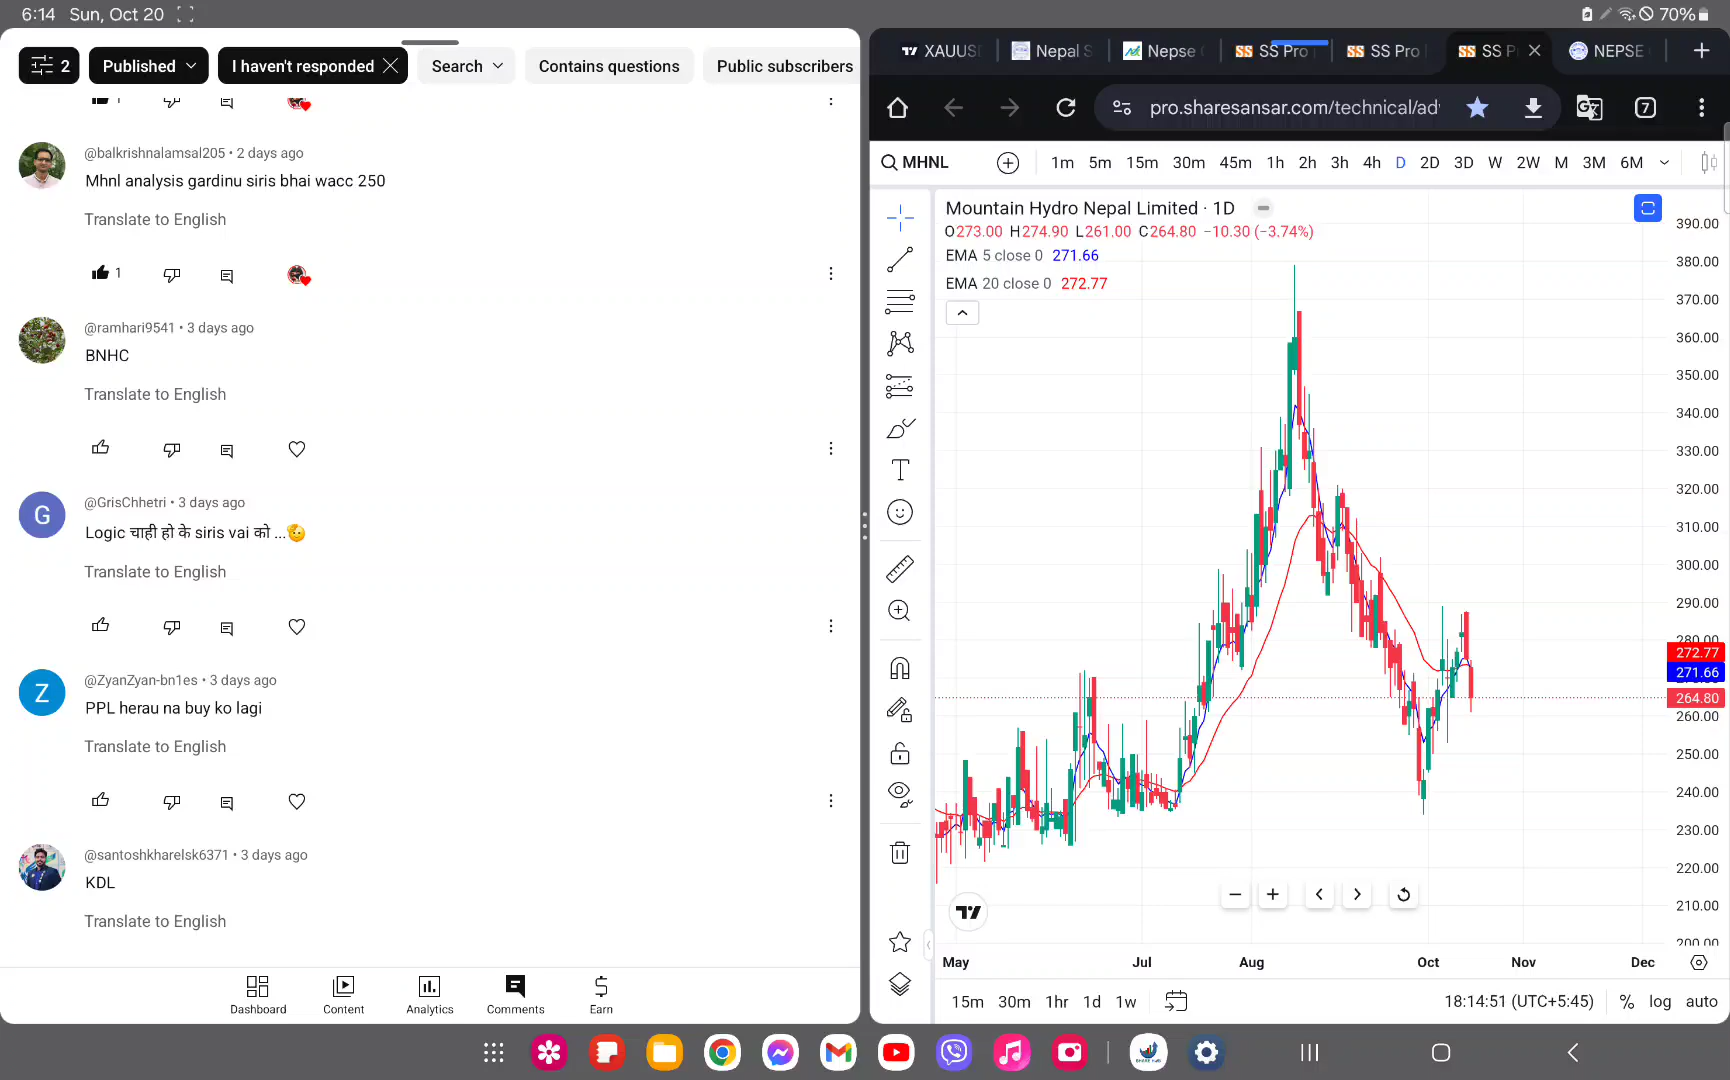 6:14 Sun, Oct 20
70%
2
Published
I haven't responded
Search
Contains questions
Public subscribers
1
@balkrishnalamsal205 • 2 days ago
Mhnl analysis gardinu siris bhai wacc 250
Translate to English
1
@ramhari9541 • 3 days ago
BNHC
Translate to English
@GrisChhetri • 3 days ago
G
Logic चाही हो के siris vai को ...🫡
Translate to English
@ZyanZyan-bn1es • 3 days ago
Z
PPL herau na buy ko lagi
Translate to English
@santoshkharelsk6371 • 3 days ago
KDL
Translate to English
Dashboard
Content
Analytics
Comments
Earn
XAUUS
Nepal S
Nepse
SS Pro
SS Pro
SS P
NEPSE
pro.sharesansar.com/technical/ad
7
MHNL
1m 5m 15m 30m 45m 1h 2h 3h 4h D 2D 3D W 2W M 3M 6M
Mountain Hydro Nepal Limited · 1D
O273.00 H274.90 L261.00 C264.80 −10.30 (−3.74%)
EMA 5 close 0 271.66
EMA 20 close 0 272.77
390.00
380.00
370.00
360.00
350.00
340.00
330.00
320.00
310.00
300.00
290.00
280.00
272.77
271.66
264.80
260.00
250.00
240.00
230.00
220.00
210.00
200.00
May Jul Aug Oct Nov Dec
15m 30m 1hr 1d 1w
18:14:51 (UTC+5:45) % log auto